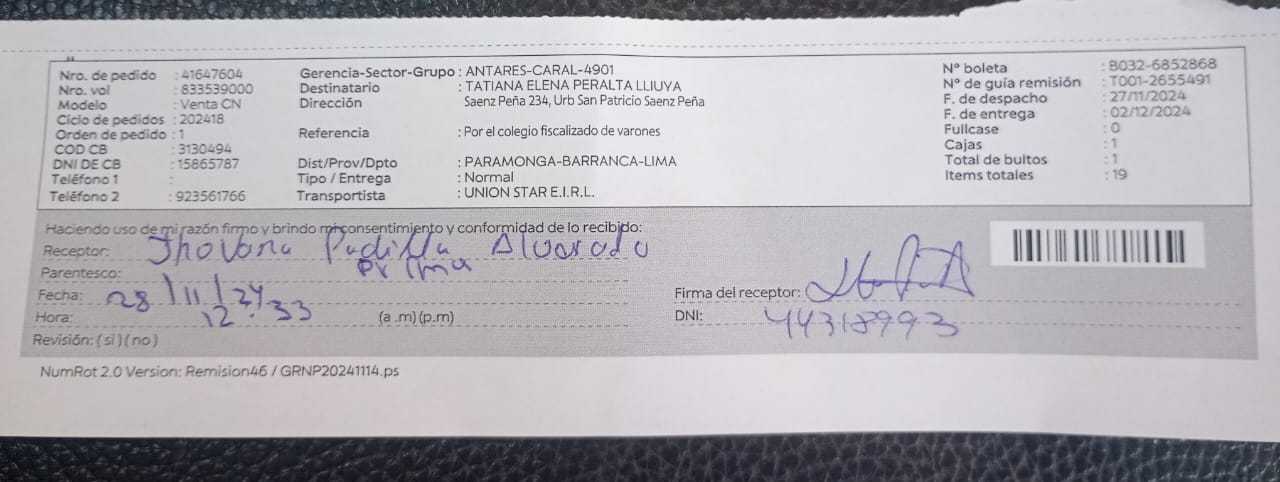 Nro. de pedido : 41647604
Nro. vol : 833539000
Modelo : Venta CN
Ciclo de pedidos : 202418
Orden de pedido : 1
COD CB : 3130494
DNI DE CB : 15865787
Teléfono 1 :
Teléfono 2 : 923561766
Gerencia-Sector-Grupo : ANTARES-CARAL-4901
Destinatario : TATIANA ELENA PERALTA LLIUYA
Dirección Saenz Peña 234, Urb San Patricio Saenz Peña
Referencia : Por el colegio fiscalizado de varones
Dist/Prov/Dpto : PARAMONGA-BARRANCA-LIMA
Tipo / Entrega : Normal
Transportista : UNION STAR E.I.R.L.
N° boleta : B032-6852868
N° de guía remisión : T001-2655491
F. de despacho : 27/11/2024
F. de entrega : 02/12/2024
Fullcase : 0
Cajas : 1
Total de bultos : 1
Items totales : 19
Haciendo uso de mi razón firmo y brindo mi consentimiento y conformidad de lo recibido:
Receptor: Jhovana Padilla Alvarado
Parentesco: Prima
Fecha: 28/11/24
Hora: 12:33 (a .m) (p.m)
Revisión: ( si ) ( no )
Firma del receptor:
DNI: 44318993
NumRot 2.0 Version: Remision46 / GRNP20241114.ps